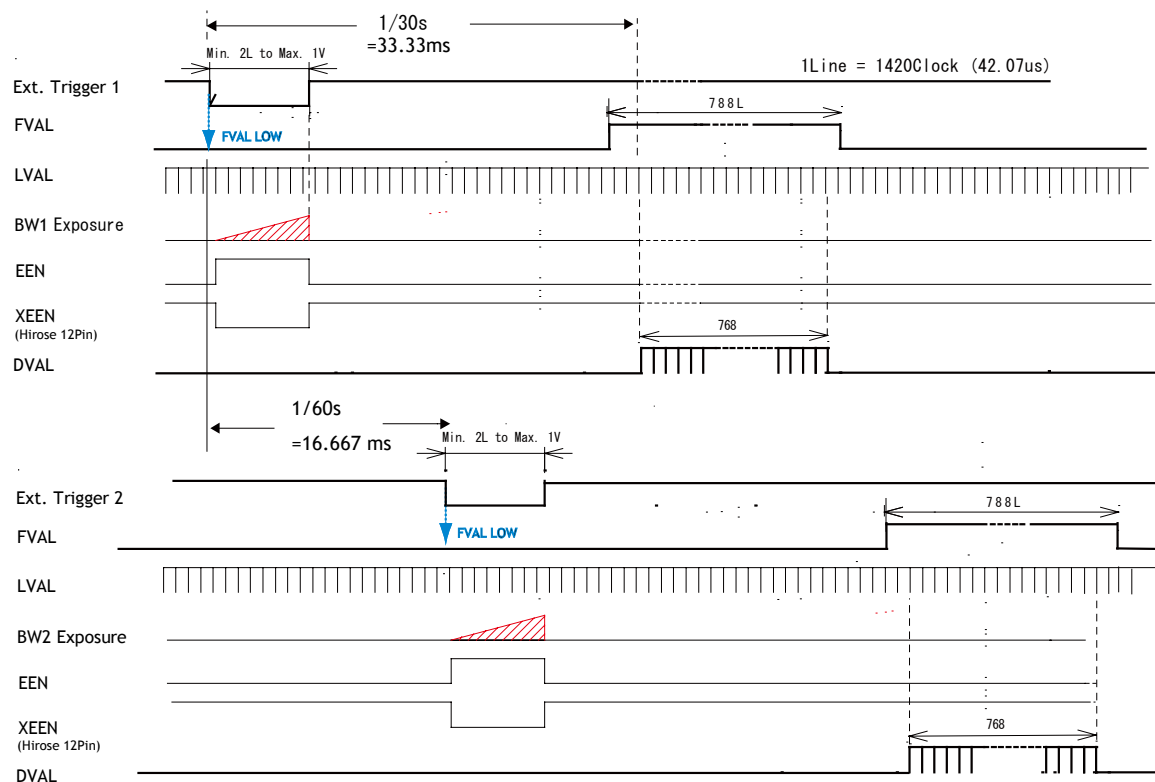 1/30s
=33.33ms
Min. 2L to Max. 1V
1Line = 1420Clock (42.07us)
Ext. Trigger 1
788L
FVAL
FVAL LOW
LVAL
BW1 Exposure
EEN
XEEN
(Hirose 12Pin)
768
DVAL
1/60s
=16.667 ms
Min. 2L to Max. 1V
Ext. Trigger 2
788L
FVAL
FVAL LOW
LVAL
BW2 Exposure
EEN
XEEN
(Hirose 12Pin)
768
DVAL